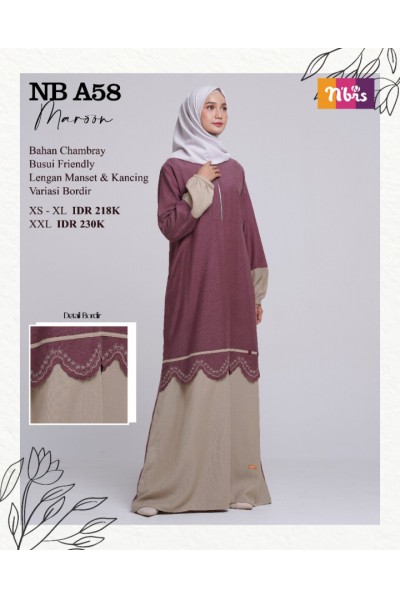 NB A58
Maroon
Nbrs
Bahan Chambray
Busui Friendly
Lengan Manset & Kancing
Variasi Bordir
XS - XL IDR 218K
XXL IDR 230K
Detail Bordir